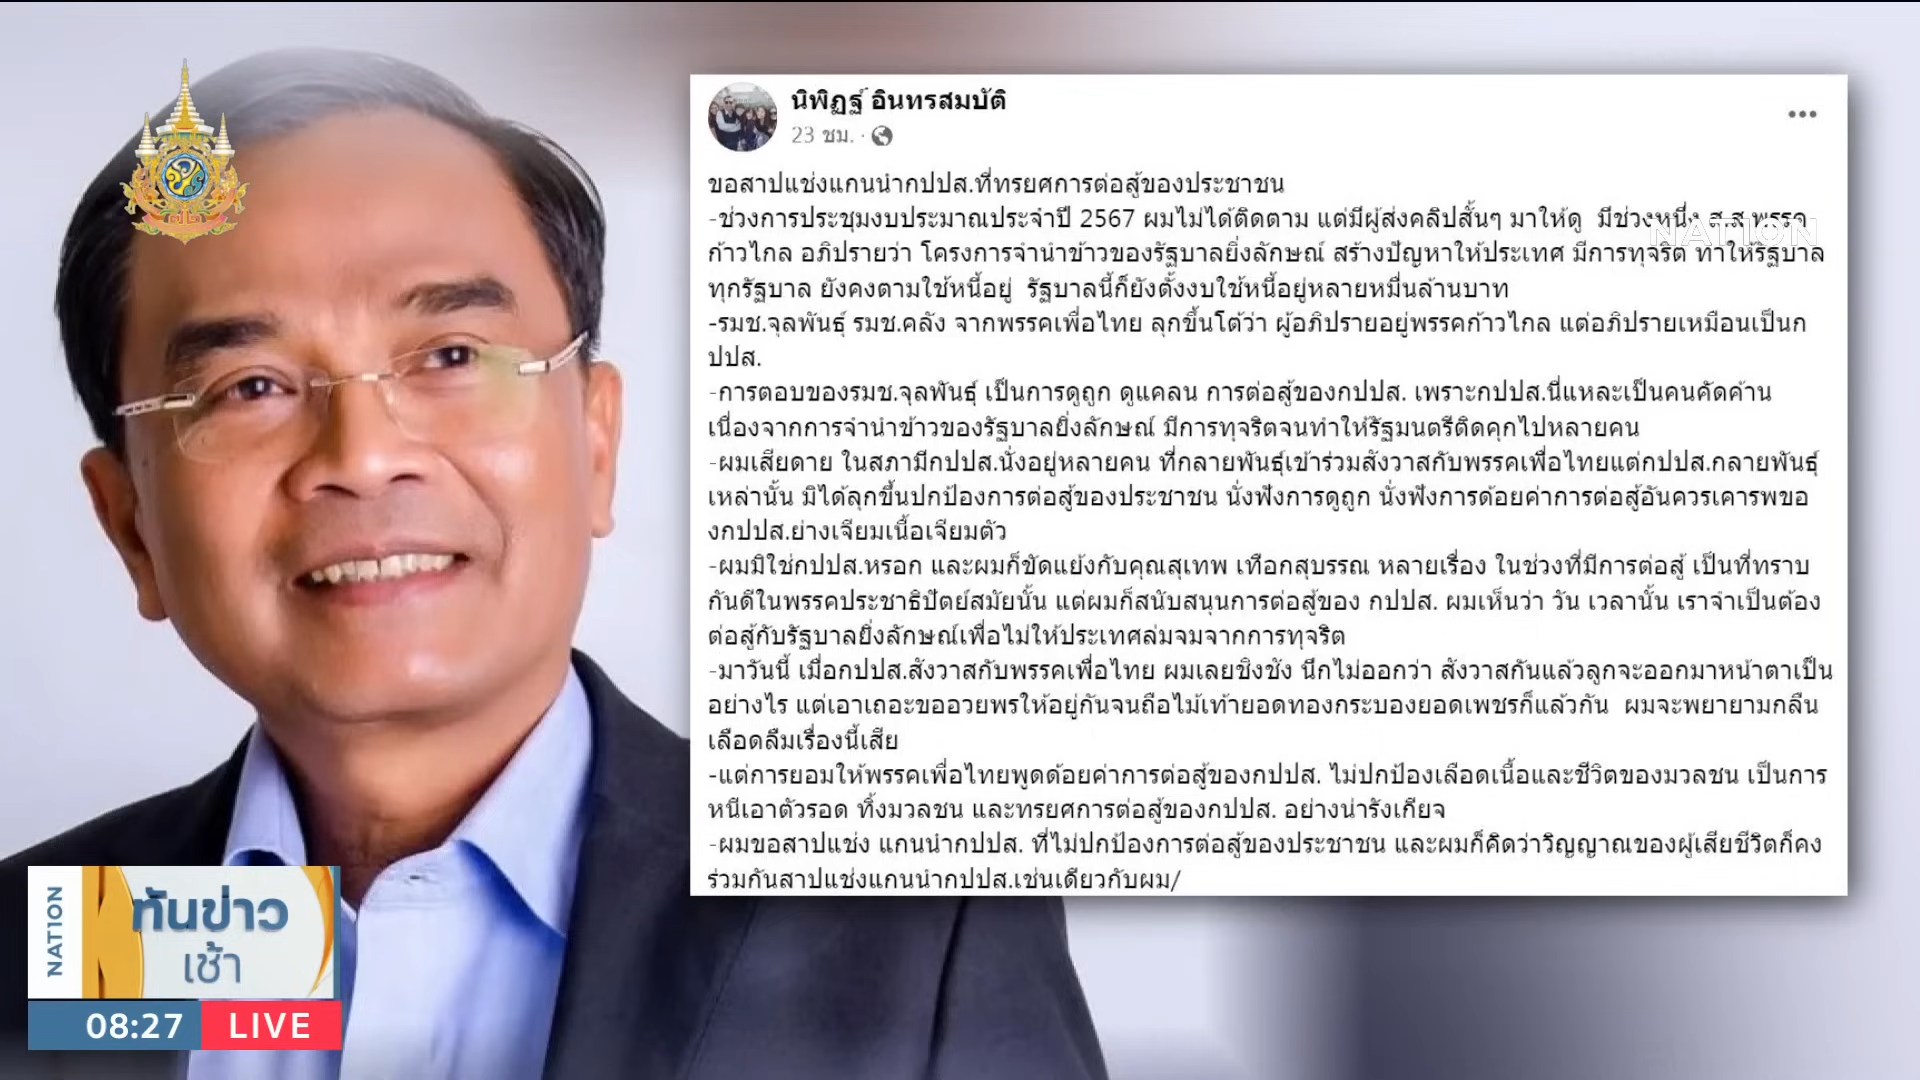 นิพิฏฐ์ อินทรสมบัติ
23 ชม. ·
ขอสาปแช่งแกนนำกปปส.ที่ทรยศการต่อสู้ของประชาชน
-ช่วงการประชุมงบประมาณประจำปี 2567 ผมไม่ได้ติดตาม แต่มีผู้ส่งคลิปสั้นๆ มาให้ดู  มีช่วงหนึ่ง ส.ส.พรรค
ก้าวไกล อภิปรายว่า โครงการจำนำข้าวของรัฐบาลยิ่งลักษณ์ สร้างปัญหาให้ประเทศ มีการทุจริต ทำให้รัฐบาล
ทุกรัฐบาล ยังคงตามใช้หนี้อยู่  รัฐบาลนี้ก็ยังตั้งงบใช้หนี้อยู่หลายหมื่นล้านบาท
-รมช.จุลพันธุ์ รมช.คลัง จากพรรคเพื่อไทย ลุกขึ้นโต้ว่า ผู้อภิปรายอยู่พรรคก้าวไกล แต่อภิปรายเหมือนเป็นก
ปปส.
-การตอบของรมช.จุลพันธุ์ เป็นการดูถูก ดูแคลน การต่อสู้ของกปปส. เพราะกปปส.นี่แหละเป็นคนคัดค้าน
เนื่องจากการจำนำข้าวของรัฐบาลยิ่งลักษณ์ มีการทุจริตจนทำให้รัฐมนตรีติดคุกไปหลายคน
-ผมเสียดาย ในสภามีกปปส.นั่งอยู่หลายคน ที่กลายพันธุ์เข้าร่วมสังวาสกับพรรคเพื่อไทยแต่กปปส.กลายพันธุ์
เหล่านั้น มิได้ลุกขึ้นปกป้องการต่อสู้ของประชาชน นั่งฟังการดูถูก นั่งฟังการด้อยค่าการต่อสู้อันควรเคารพขอ
งกปปส.ย่างเจียมเนื้อเจียมตัว
-ผมมิใช่กปปส.หรอก และผมก็ขัดแย้งกับคุณสุเทพ เทือกสุบรรณ หลายเรื่อง ในช่วงที่มีการต่อสู้ เป็นที่ทราบ
กันดีในพรรคประชาธิปัตย์สมัยนั้น แต่ผมก็สนับสนุนการต่อสู้ของ กปปส. ผมเห็นว่า วัน เวลานั้น เราจำเป็นต้อง
ต่อสู้กับรัฐบาลยิ่งลักษณ์เพื่อไม่ให้ประเทศล่มจมจากการทุจริต
-มาวันนี้ เมื่อกปปส.สังวาสกับพรรคเพื่อไทย ผมเลยชิงชัง นึกไม่ออกว่า สังวาสกันแล้วลูกจะออกมาหน้าตาเป็น
อย่างไร แต่เอาเถอะขออวยพรให้อยู่กันจนถือไม้เท้ายอดทองกระบองยอดเพชรก็แล้วกัน  ผมจะพยายามกลืน
เลือดลืมเรื่องนี้เสีย
-แต่การยอมให้พรรคเพื่อไทยพูดด้อยค่าการต่อสู้ของกปปส. ไม่ปกป้องเลือดเนื้อและชีวิตของมวลชน เป็นการ
หนีเอาตัวรอด ทิ้งมวลชน และทรยศการต่อสู้ของกปปส. อย่างน่ารังเกียจ
-ผมขอสาปแช่ง แกนนำกปปส. ที่ไม่ปกป้องการต่อสู้ของประชาชน และผมก็คิดว่าวิญญาณของผู้เสียชีวิตก็คง
ร่วมกันสาปแช่งแกนนำกปปส.เช่นเดียวกับผม/
NATION
NATION
ทันข่าว
เช้า
08:27 LIVE